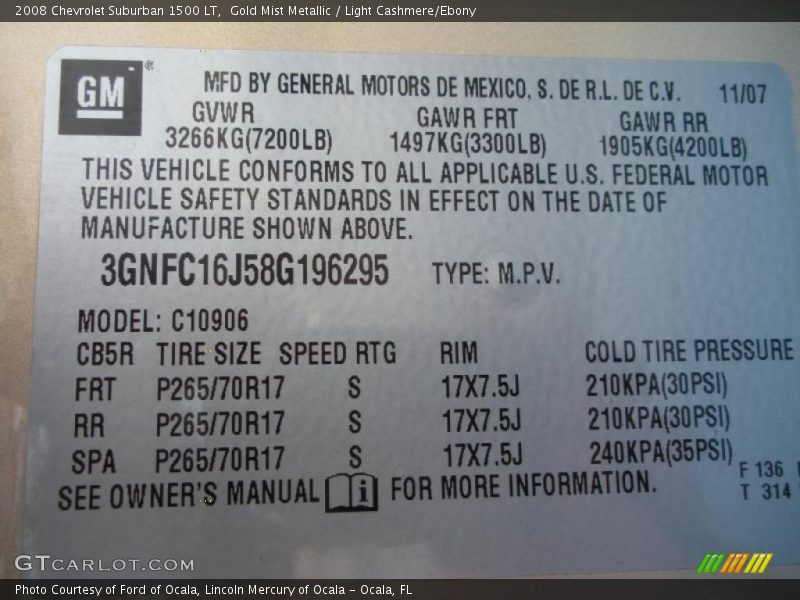 2008 Chevrolet Suburban 1500 LT, Gold Mist Metallic / Light Cashmere/Ebony
GM ®
MFD BY GENERAL MOTORS DE MEXICO, S. DE R.L. DE C.V. 11/07
GVWR GAWR FRT GAWR RR
3266KG(7200LB) 1497KG(3300LB) 1905KG(4200LB)
THIS VEHICLE CONFORMS TO ALL APPLICABLE U.S. FEDERAL MOTOR
VEHICLE SAFETY STANDARDS IN EFFECT ON THE DATE OF
MANUFACTURE SHOWN ABOVE.
3GNFC16J58G196295 TYPE: M.P.V.
MODEL: C10906
CB5R TIRE SIZE SPEED RTG RIM COLD TIRE PRESSURE
FRT P265/70R17 S 17X7.5J 210KPA(30PSI)
RR P265/70R17 S 17X7.5J 210KPA(30PSI)
SPA P265/70R17 S 17X7.5J 240KPA(35PSI)
F 136
T 314
SEE OWNER'S MANUAL i FOR MORE INFORMATION.
GTCARLOT.COM
Photo Courtesy of Ford of Ocala, Lincoln Mercury of Ocala - Ocala, FL